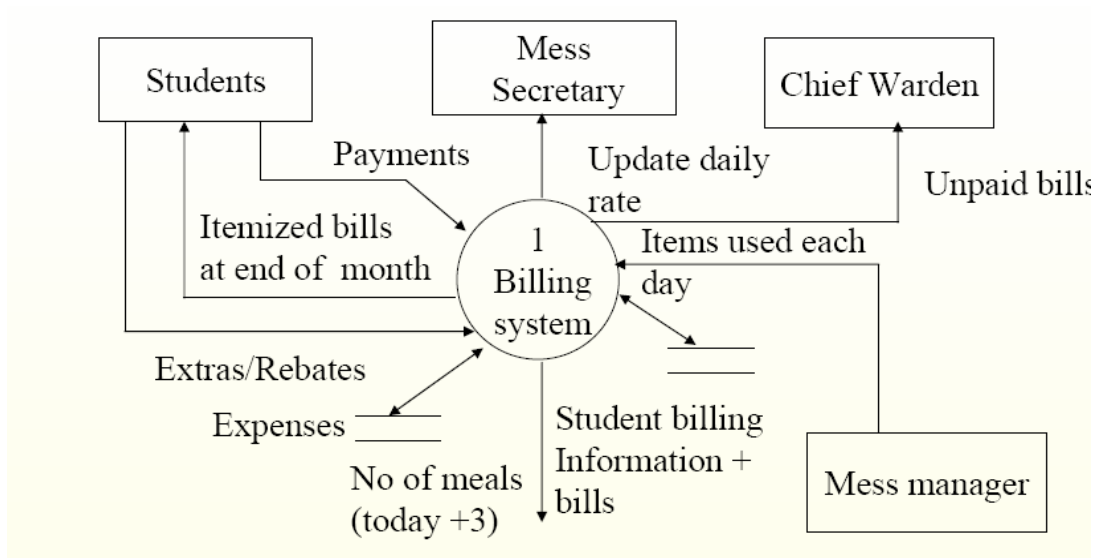 Students
Mess
Secretary
Chief Warden
Payments
Update daily
rate
Unpaid bills
Itemized bills
at end of month
1
Billing
system
Items used each
day
Extras/Rebates
Expenses
Student billing
Information +
bills
No of meals
(today +3)
Mess manager